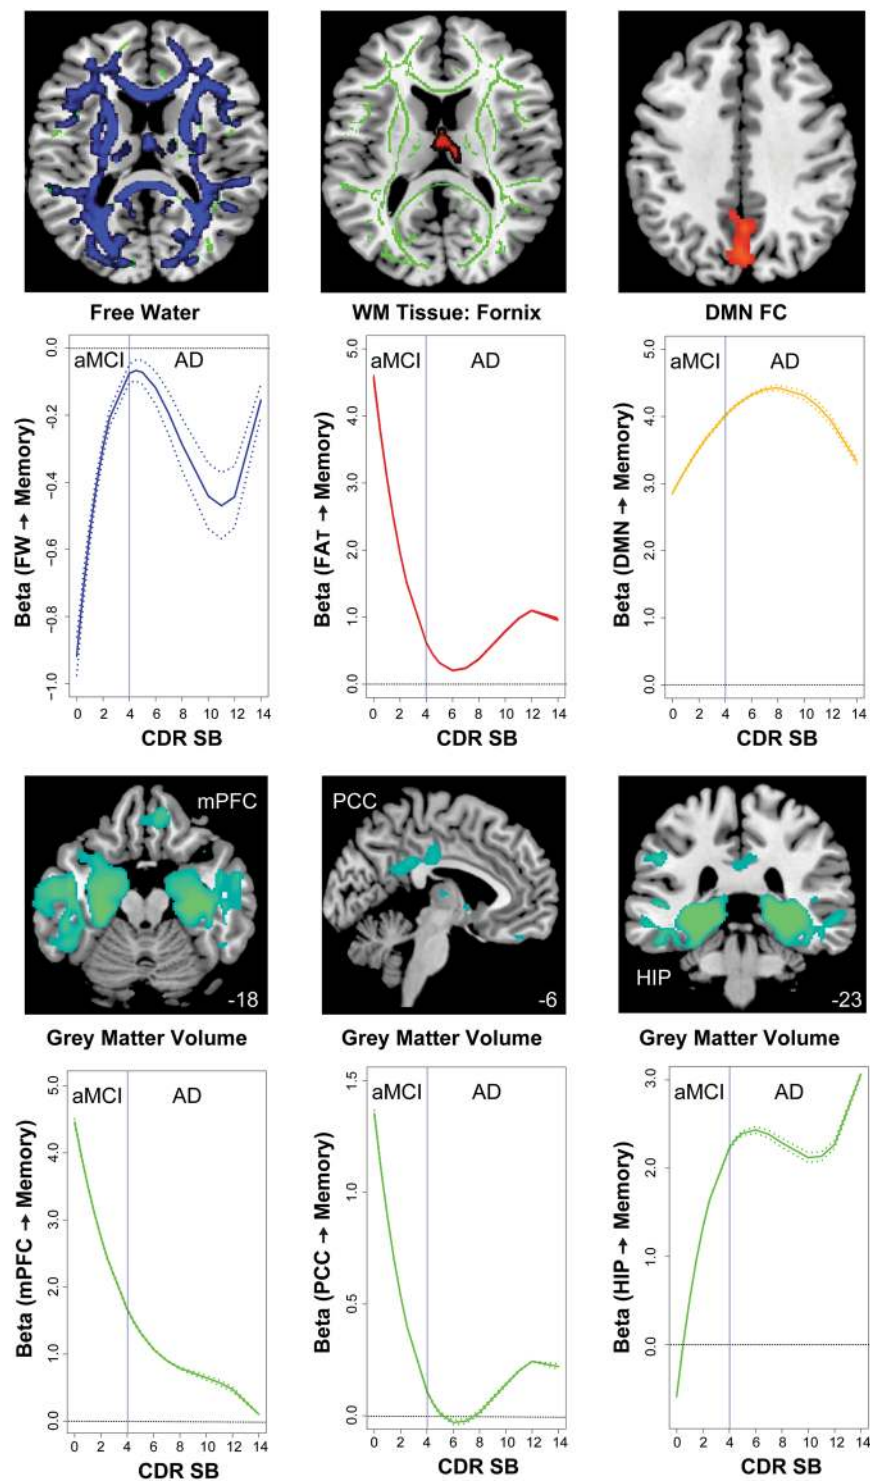 Free Water
WM Tissue: Fornix
DMN FC
aMCI
AD
Beta (FW → Memory)
0.0
-0.2
-0.4
-0.6
-0.8
-1.0
0 2 4 6 8 10 12 14
CDR SB
aMCI
AD
Beta (FAT → Memory)
5.0
4.0
3.0
2.0
1.0
0.0
0 2 4 6 8 10 12 14
CDR SB
aMCI
AD
Beta (DMN → Memory)
5.0
4.0
3.0
2.0
1.0
0.0
0 2 4 6 8 10 12 14
CDR SB
mPFC
-18
PCC
-6
HIP
-23
Grey Matter Volume
Grey Matter Volume
Grey Matter Volume
aMCI
AD
Beta (mPFC → Memory)
5.0
4.0
3.0
2.0
1.0
0.0
0 2 4 6 8 10 12 14
CDR SB
aMCI
AD
Beta (PCC → Memory)
1.5
1.0
0.5
0.0
0 2 4 6 8 10 12 14
CDR SB
aMCI
AD
Beta (HIP → Memory)
3.0
2.0
1.0
0.0
0 2 4 6 8 10 12 14
CDR SB